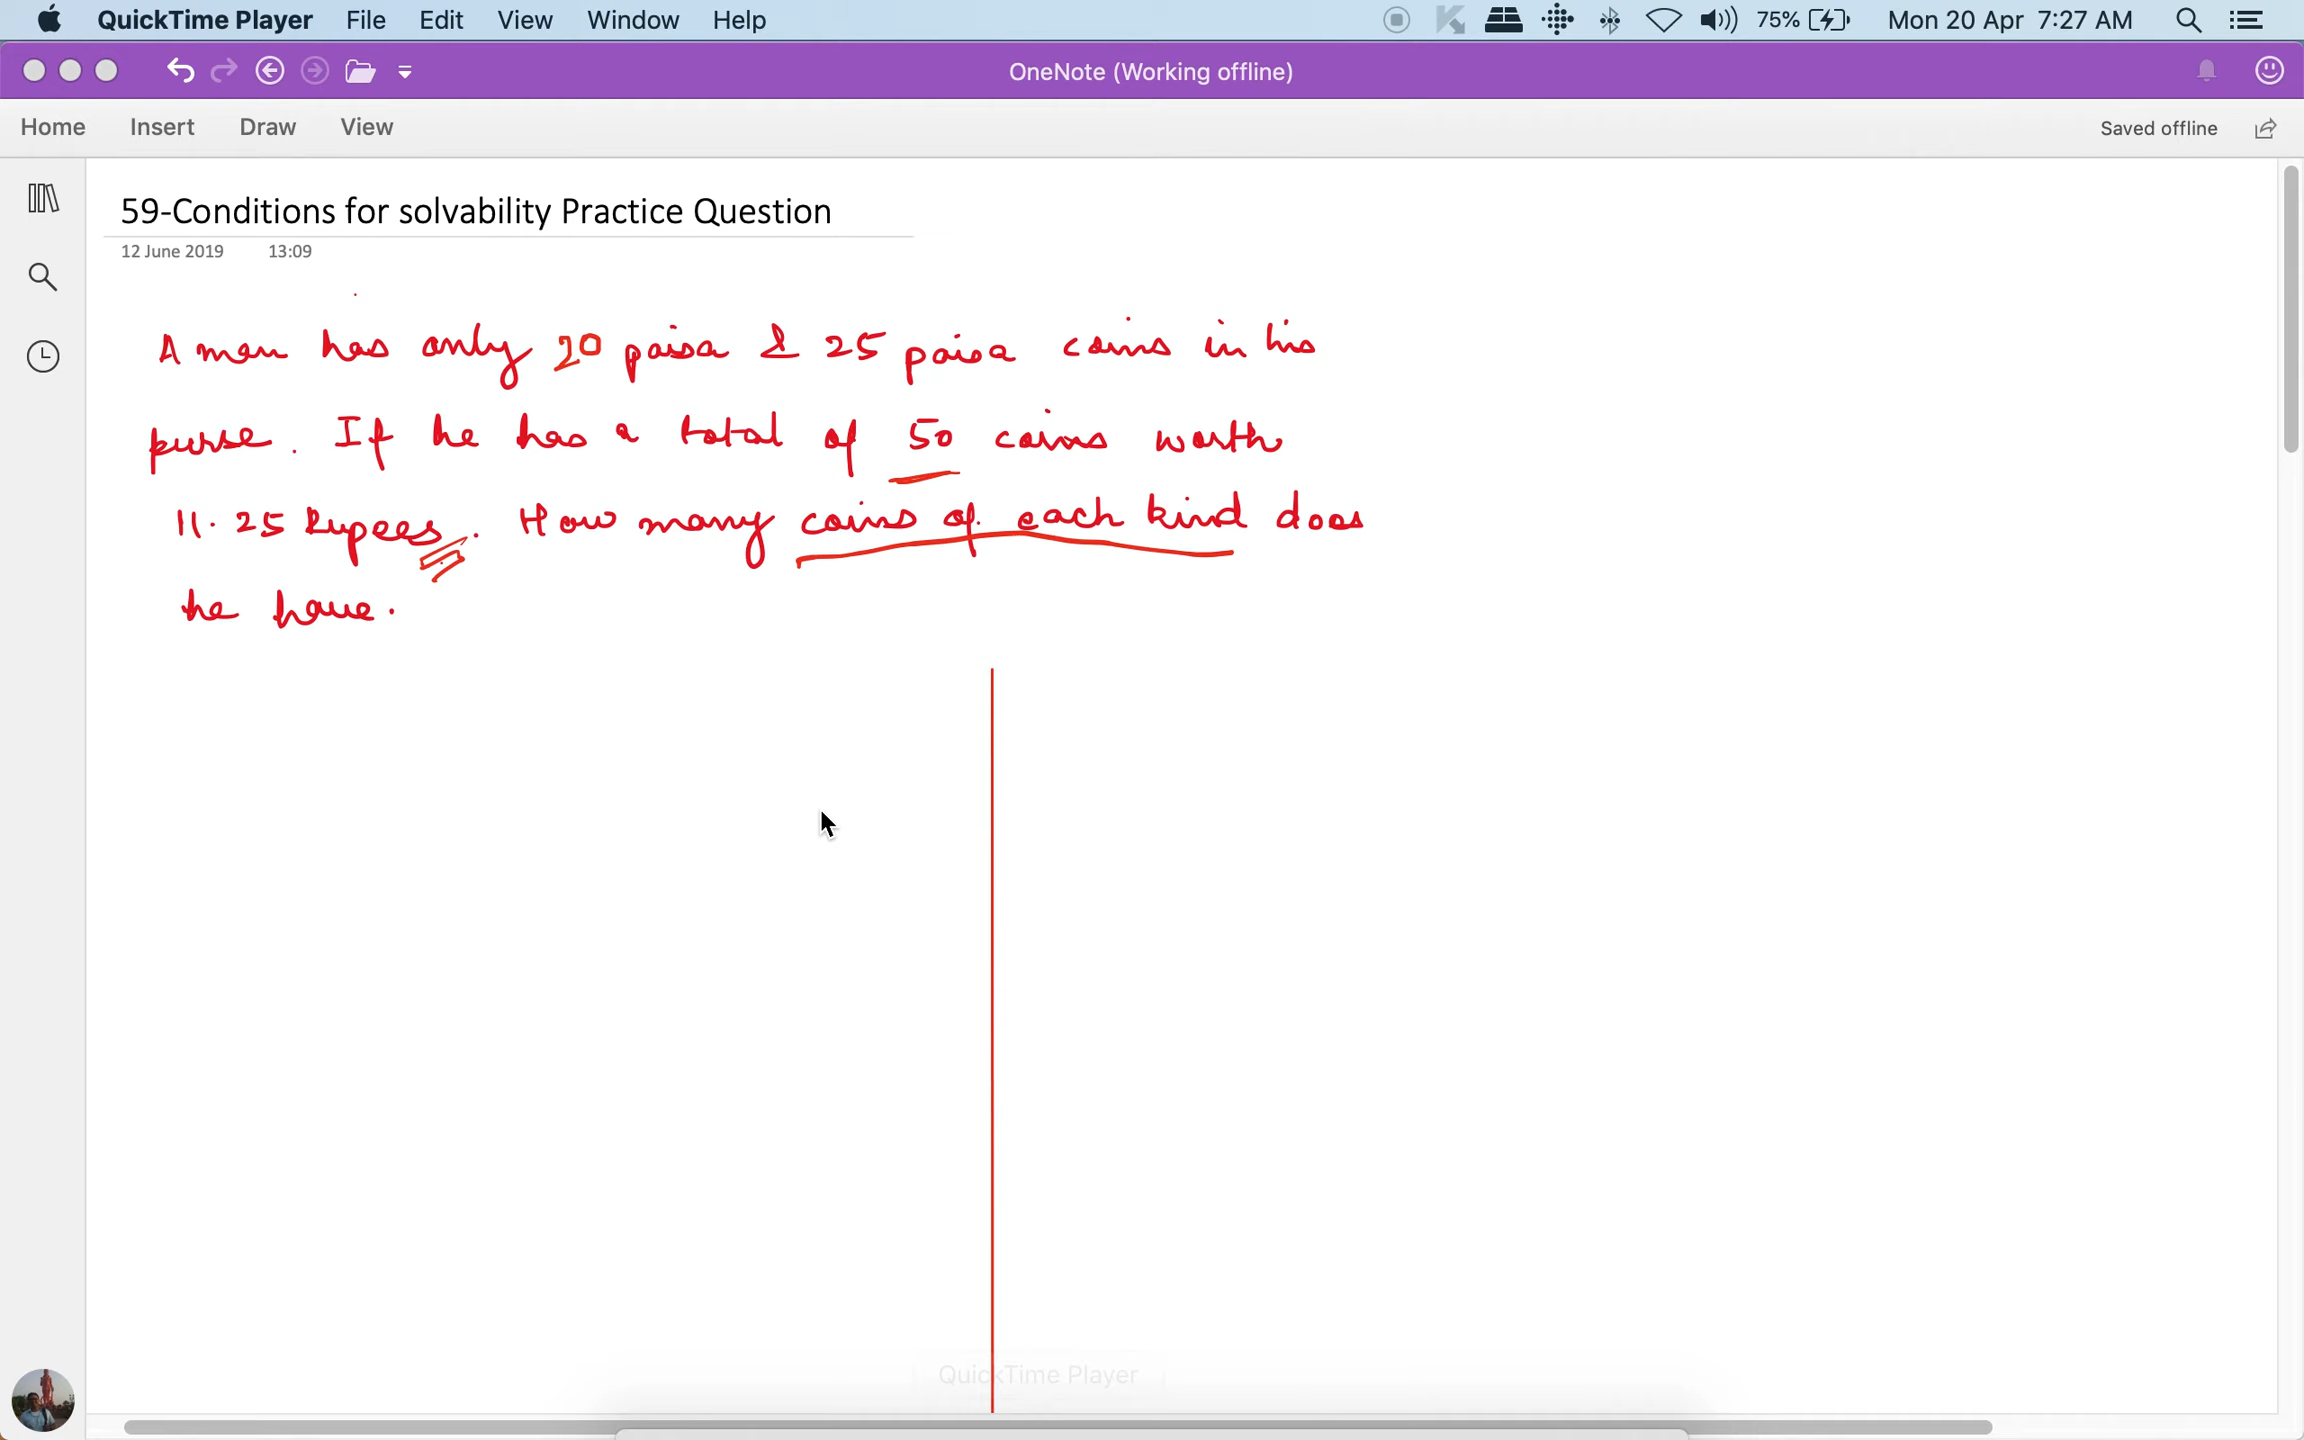 QuickTime Player File Edit View Window Help 75% Mon 20 Apr 7:27 AM
OneNote (Working offline)
Home Insert Draw View Saved offline
59-Conditions for solvability Practice Question
12 June 2019 13:09
A man has only 20 paisa & 25 paisa coins in his
purse. If he has a total of 50 coins worth
11.25 Rupees. How many coins of each kind does
he have.
QuickTime Player